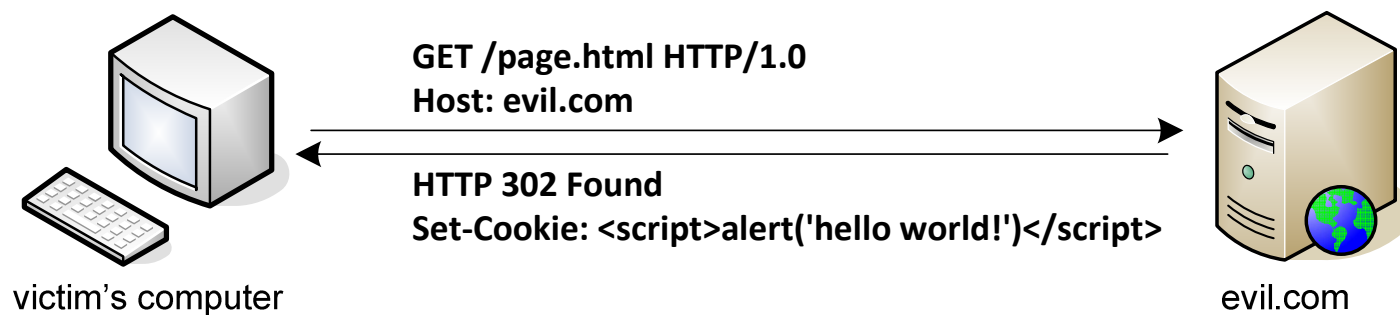 GET /page.html HTTP/1.0
Host: evil.com
HTTP 302 Found
Set-Cookie: <script>alert('hello world!')</script>
victim's computer
evil.com